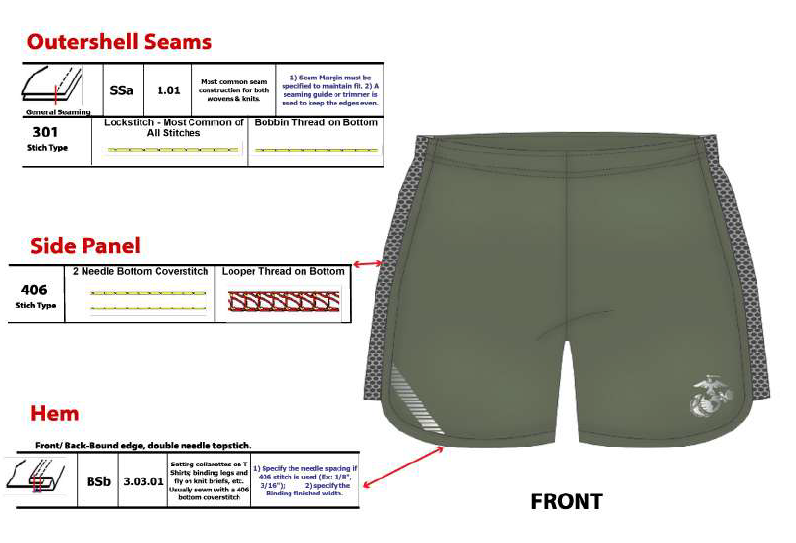 Outershell Seams
General Seaming
SSa
1.01
Most common seam
construction for both
wovens & knits.
1) Seam Margin must be
specified to maintain fit. 2) A
seaming guide or trimmer is
used to keep the edges even.
301
Stich Type
Lockstitch - Most Common of
All Stitches
Bobbin Thread on Bottom
Side Panel
406
Stich Type
2 Needle Bottom Coverstitch
Looper Thread on Bottom
Hem
Front/ Back-Bound edge, double needle topstich.
BSb
3.03.01
Setting collarettes on T
Shirts; binding legs and
fly on knit briefs, etc.
Usually sewn with a 406
bottom coverstitch
1) Specify the needle spacing if
406 stitch is used (Ex: 1/8",
3/16"); 2) specify the
Binding finished width.
FRONT